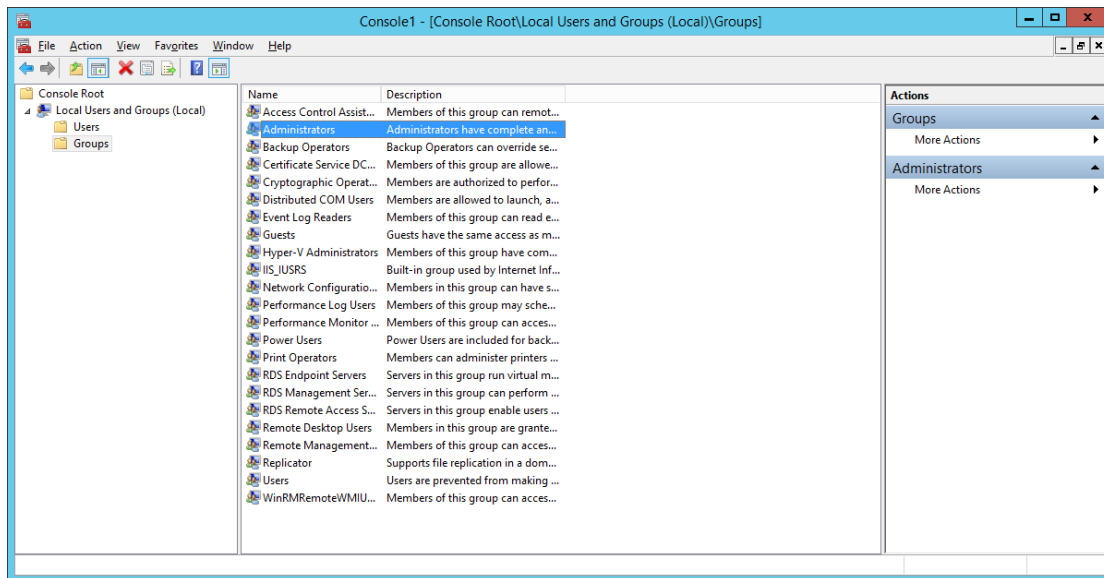 Console1 - [Console Root\Local Users and Groups (Local)\Groups]
File Action View Favorites Window Help
Console Root
Local Users and Groups (Local)
Users
Groups
Name Description
Access Control Assist... Members of this group can remot...
Administrators Administrators have complete an...
Backup Operators Backup Operators can override se...
Certificate Service DC... Members of this group are allowe...
Cryptographic Operat... Members are authorized to perfor...
Distributed COM Users Members are allowed to launch, a...
Event Log Readers Members of this group can read e...
Guests Guests have the same access as m...
Hyper-V Administrators Members of this group have com...
IIS_IUSRS Built-in group used by Internet Inf...
Network Configuratio... Members in this group can have s...
Performance Log Users Members of this group may sche...
Performance Monitor ... Members of this group can acces...
Power Users Power Users are included for back...
Print Operators Members can administer printers ...
RDS Endpoint Servers Servers in this group run virtual m...
RDS Management Ser... Servers in this group can perform ...
RDS Remote Access S... Servers in this group enable users ...
Remote Desktop Users Members in this group are grante...
Remote Management... Members of this group can acces...
Replicator Supports file replication in a dom...
Users Users are prevented from making ...
WinRMRemoteWMIU... Members of this group can acces...
Actions
Groups
More Actions
Administrators
More Actions